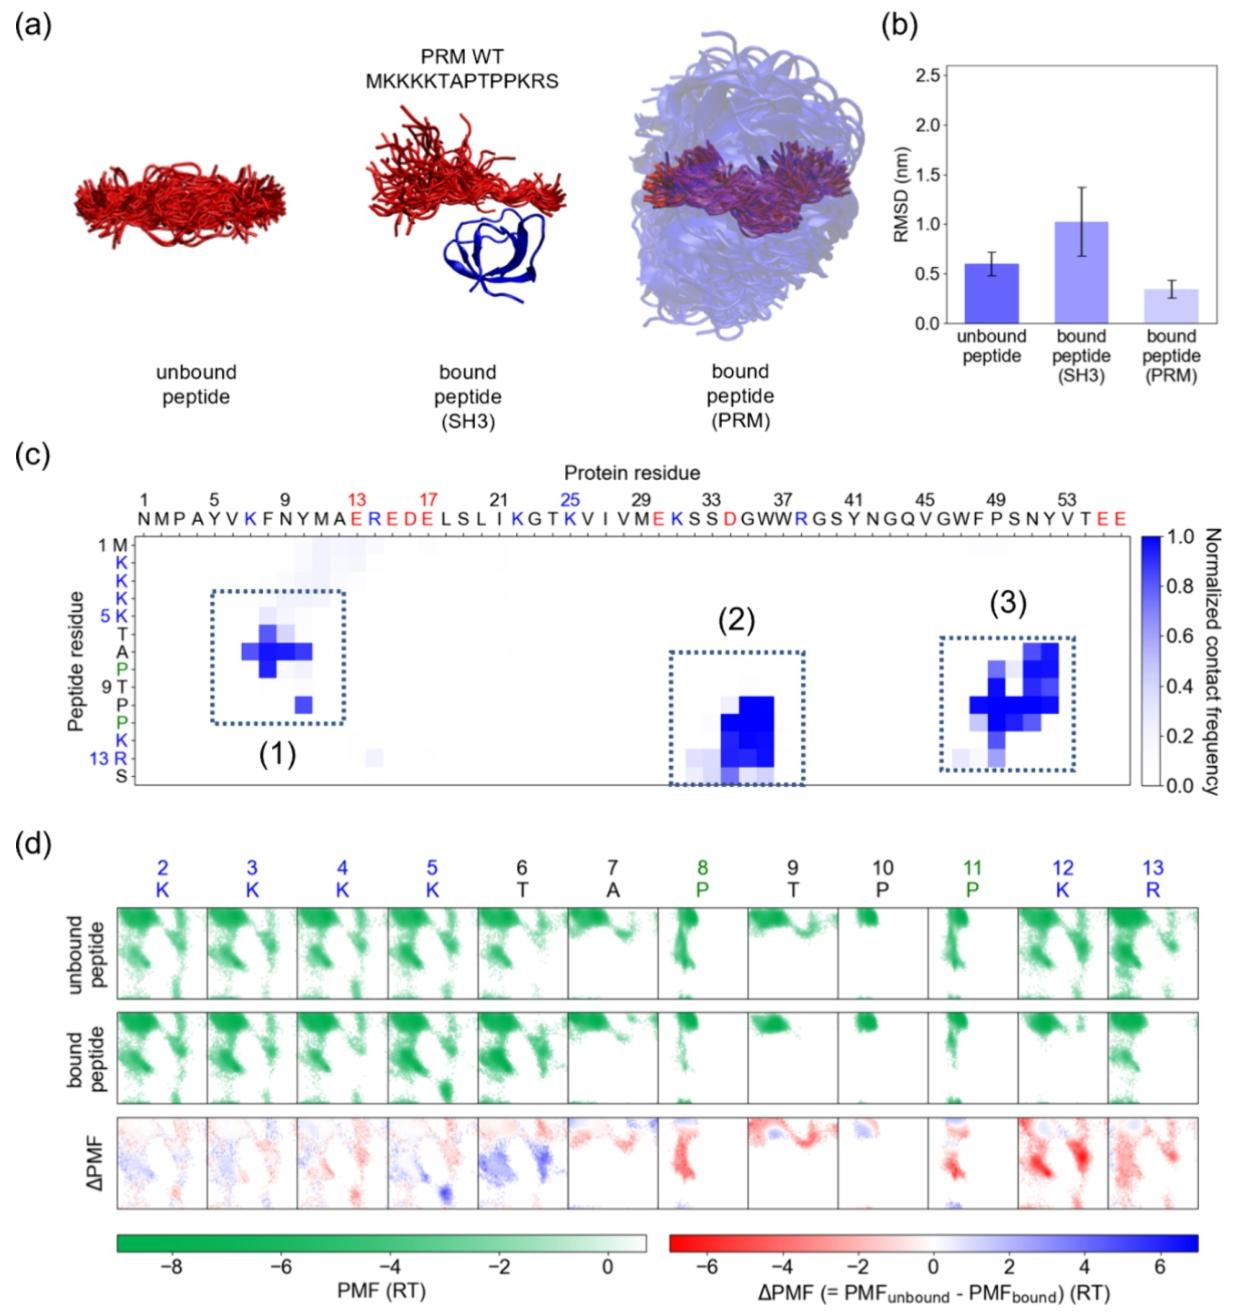 (a)
PRM WT
MKKKKTAPTPPKRS
unbound
peptide
bound
peptide
(SH3)
bound
peptide
(PRM)
(b)
RMSD (nm)
2.5
2.0
1.5
1.0
0.5
0.0
unbound
peptide
bound
peptide
(SH3)
bound
peptide
(PRM)
(c)
Protein residue
1 5 9 13 17 21 25 29 33 37 41 45 49 53
N M P A Y V K F N Y M A E R E D E L S L I K G T K V I V M E K S S D G W W R G S Y N G Q V G W F P S N Y V T E E
Peptide residue
1 M
K
K
K
5 K
T
A
P
9 T
P
P
K
13 R
S
(1)
(2)
(3)
1.0
0.8
0.6
0.4
0.2
0.0
Normalized contact frequency
(d)
2 3 4 5 6 7 8 9 10 11 12 13
K K K K T A P T P P K R
unbound
peptide
bound
peptide
ΔPMF
−8 −6 −4 −2 0
PMF (RT)
−6 −4 −2 0 2 4 6
ΔPMF (= PMFunbound - PMFbound) (RT)